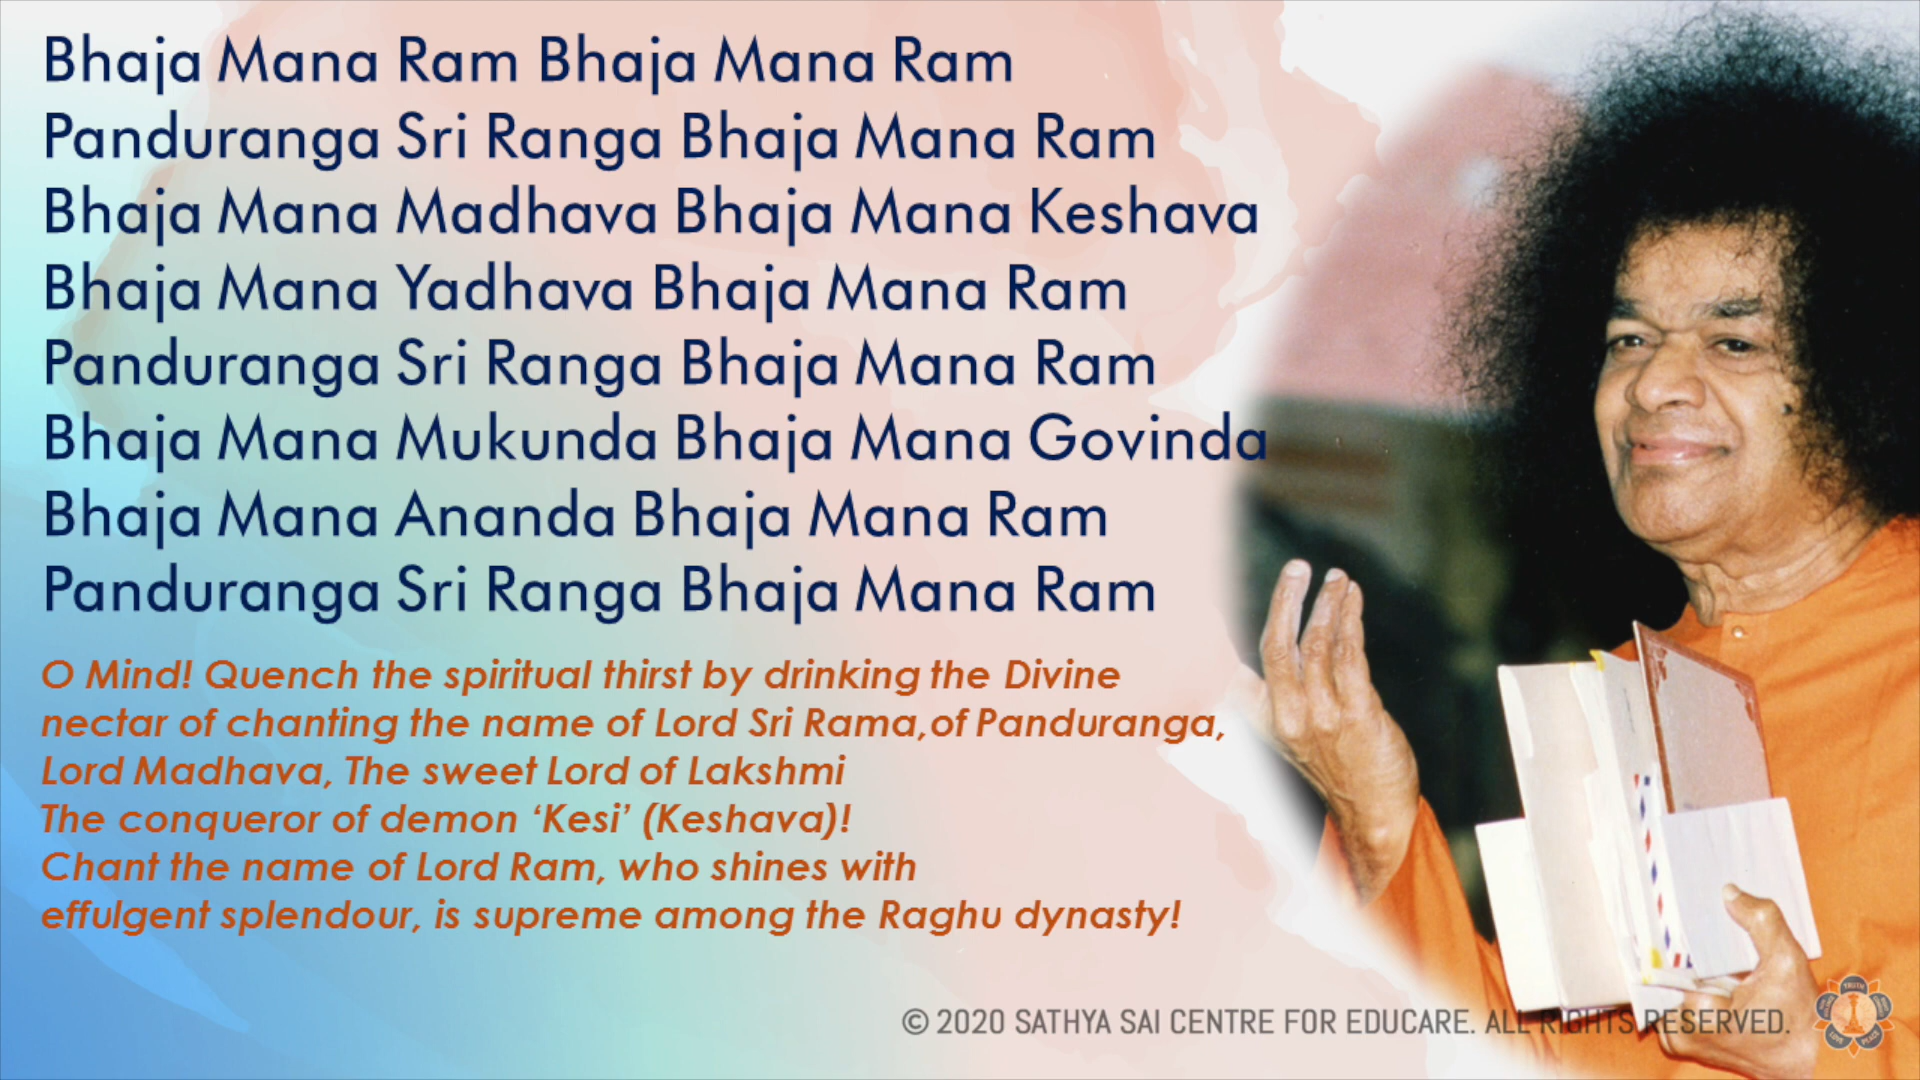 Bhaja Mana Ram Bhaja Mana Ram
Panduranga Sri Ranga Bhaja Mana Ram
Bhaja Mana Madhava Bhaja Mana Keshava
Bhaja Mana Yadhava Bhaja Mana Ram
Panduranga Sri Ranga Bhaja Mana Ram
Bhaja Mana Mukunda Bhaja Mana Govinda
Bhaja Mana Ananda Bhaja Mana Ram
Panduranga Sri Ranga Bhaja Mana Ram
O Mind! Quench the spiritual thirst by drinking the Divine
nectar of chanting the name of Lord Sri Rama,of Panduranga,
Lord Madhava, The sweet Lord of Lakshmi
The conqueror of demon ‘Kesi’ (Keshava)!
Chant the name of Lord Ram, who shines with
effulgent splendour, is supreme among the Raghu dynasty!
© 2020 SATHYA SAI CENTRE FOR EDUCARE. ALL RIGHTS RESERVED.
TRUTH
LOVE
PEACE